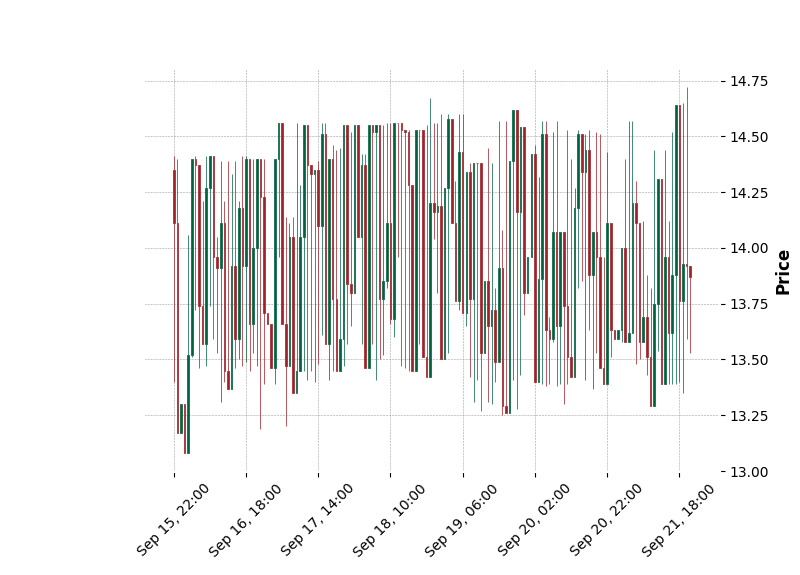 14.75
14.50
14.25
14.00
13.75
13.50
13.25
13.00
Price
Sep 15, 22:00
Sep 16, 18:00
Sep 17, 14:00
Sep 18, 10:00
Sep 19, 06:00
Sep 20, 02:00
Sep 20, 22:00
Sep 21, 18:00